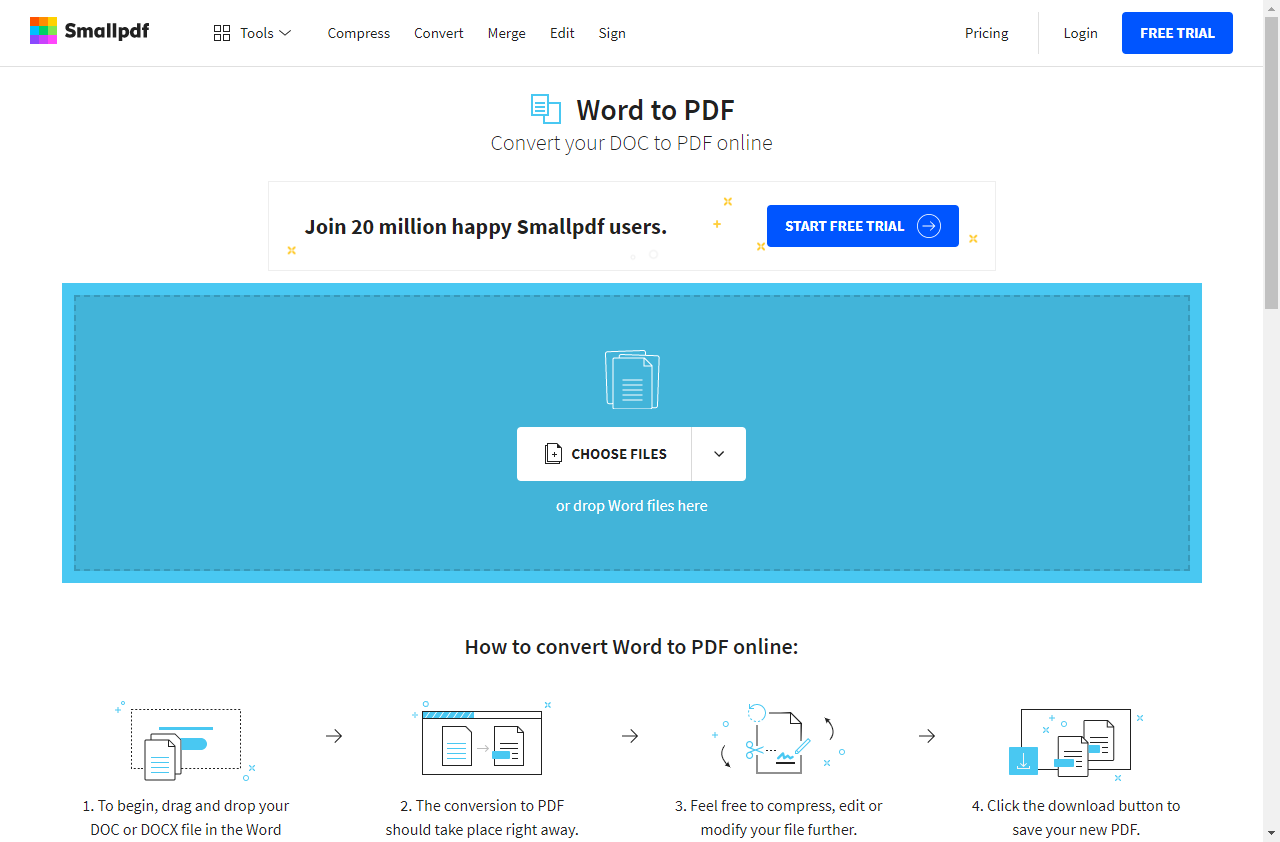 Smallpdf
Tools
Compress
Convert
Merge
Edit
Sign
Pricing
Login
FREE TRIAL
Word to PDF
Convert your DOC to PDF online
Join 20 million happy Smallpdf users.
START FREE TRIAL
CHOOSE FILES
or drop Word files here
How to convert Word to PDF online:
1. To begin, drag and drop your
DOC or DOCX file in the Word
2. The conversion to PDF
should take place right away.
3. Feel free to compress, edit or
modify your file further.
4. Click the download button to
save your new PDF.